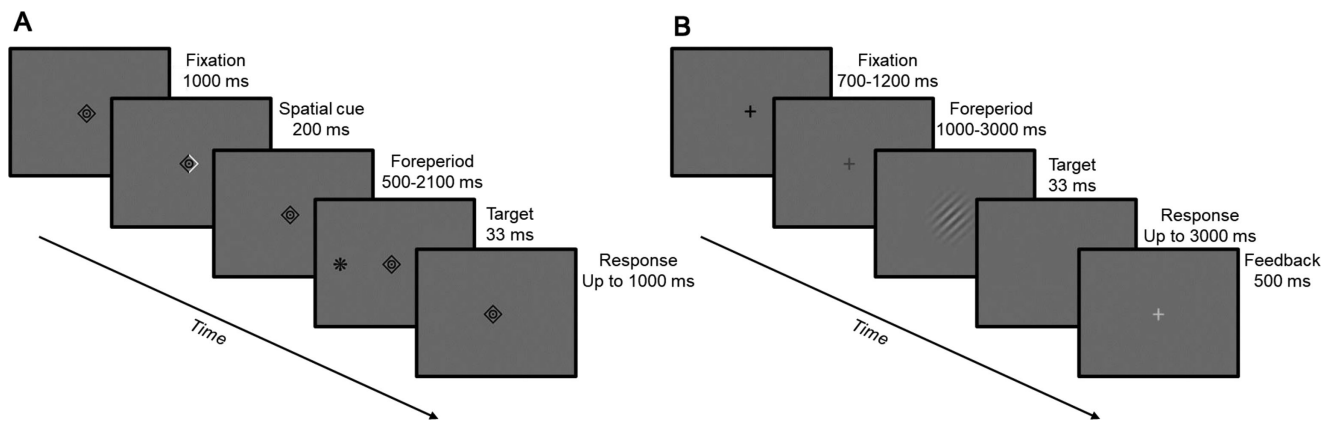 A
Fixation
1000 ms
Spatial cue
200 ms
Foreperiod
500-2100 ms
Target
33 ms
Response
Up to 1000 ms
Time
B
Fixation
700-1200 ms
Foreperiod
1000-3000 ms
Target
33 ms
Response
Up to 3000 ms
Feedback
500 ms
Time